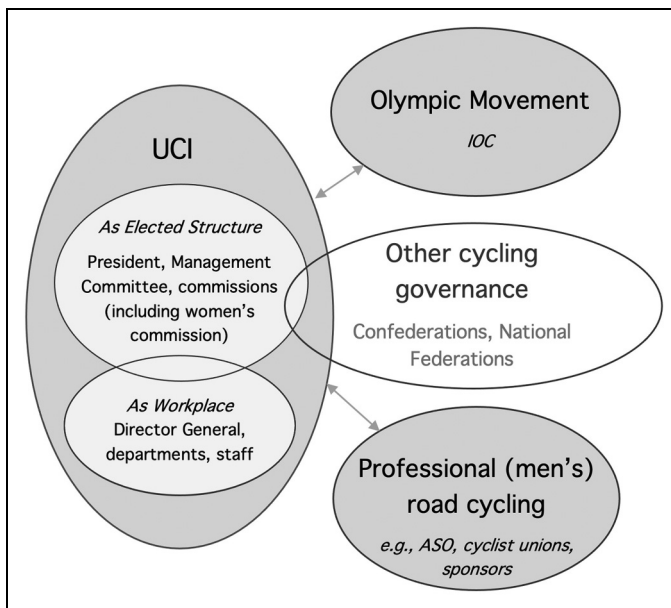 UCI
As Elected Structure
President, Management
Committee, commissions
(including women's
commission)
As Workplace
Director General,
departments, staff
Olympic Movement
IOC
Other cycling
governance
Confederations, National
Federations
Professional (men's)
road cycling
e.g., ASO, cyclist unions,
sponsors